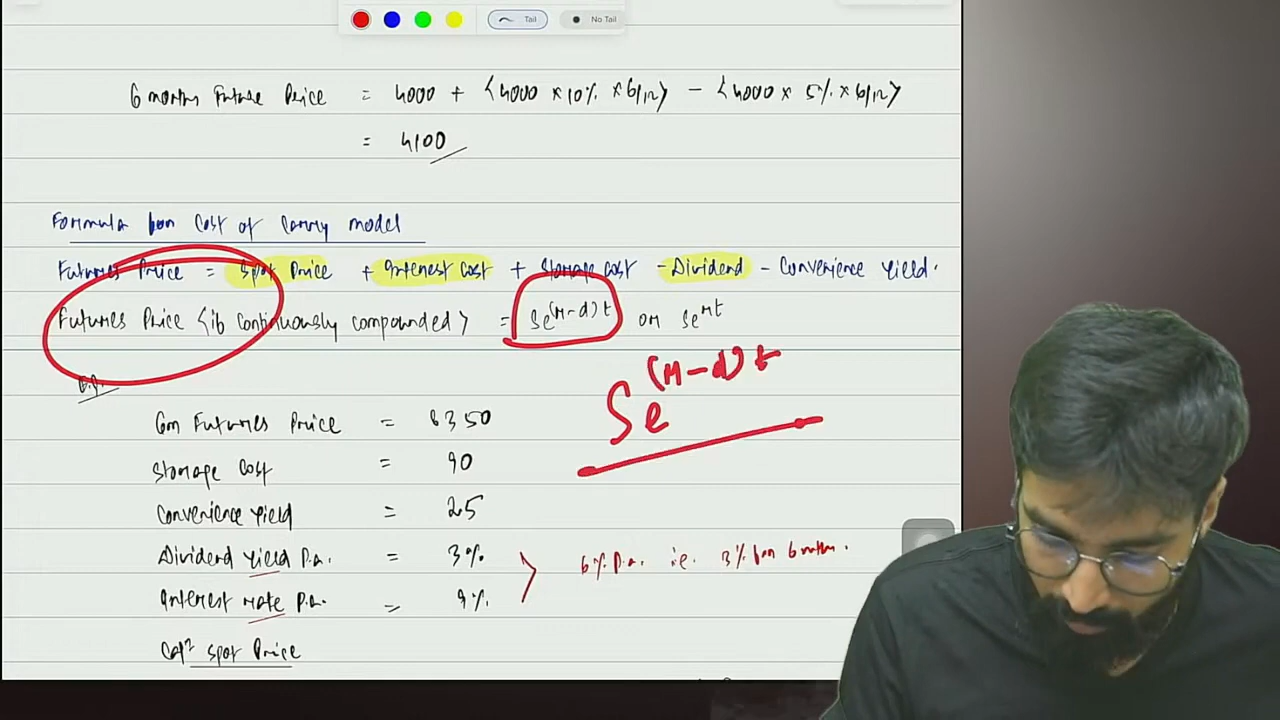 Tail No Tail
6 months Future Price = 4000 + <4000 × 10% × 6/12> - <4000 × 5% × 6/12>
= 4100
Formula for Cost of Carry model
Futures Price = Spot Price + Interest Cost + Storage Cost - Dividend - Convenience Yield.
Futures Price <if Continuously compounded> = Se^(r-d)t or Se^rt
Se^(r-d)t
e.g.
6m Futures Price = 6350
Storage Cost = 90
Convenience Yield = 25
Dividend Yield P.a. = 3%
Interest rate P.a. = 9%
6% P.a. i.e. 3% for 6 months.
Calⁿ Spot Price